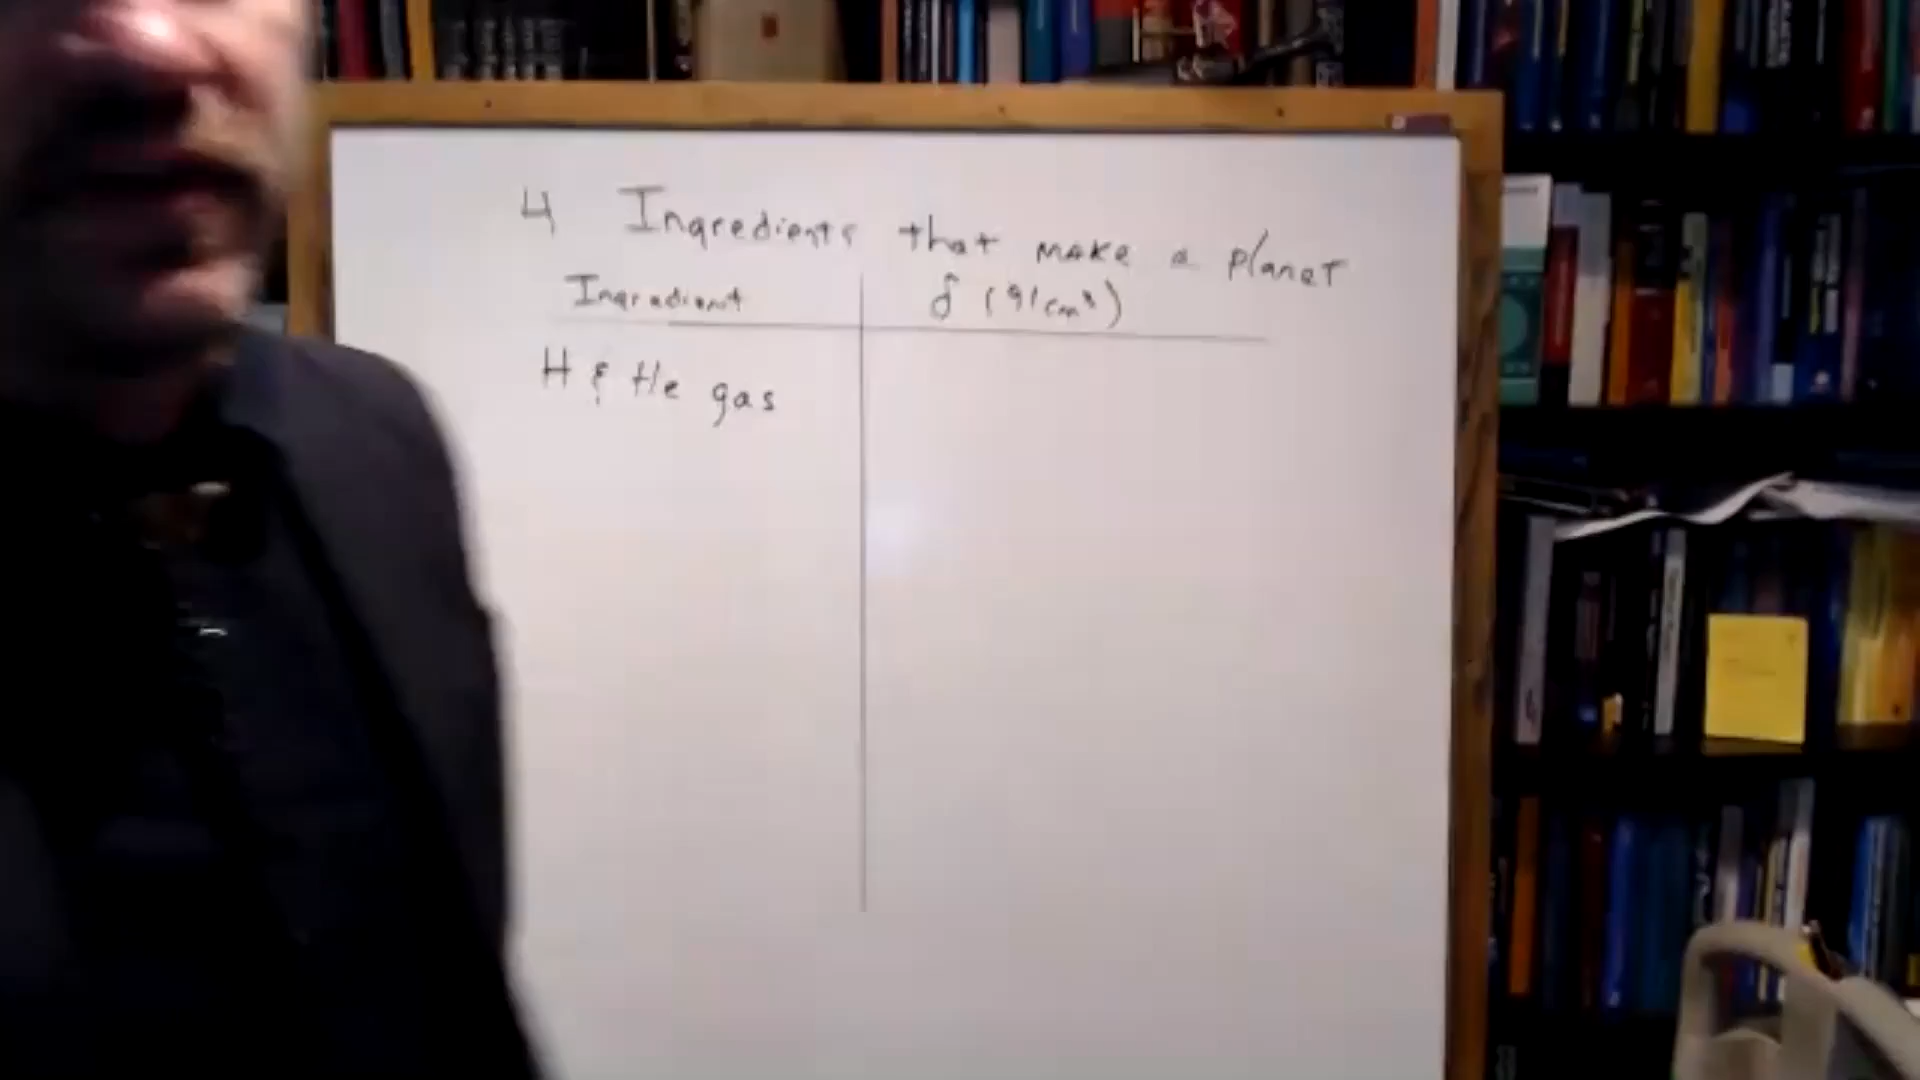 4 Ingredients that make a planet
Ingredient δ (g/cm³)
H & He gas